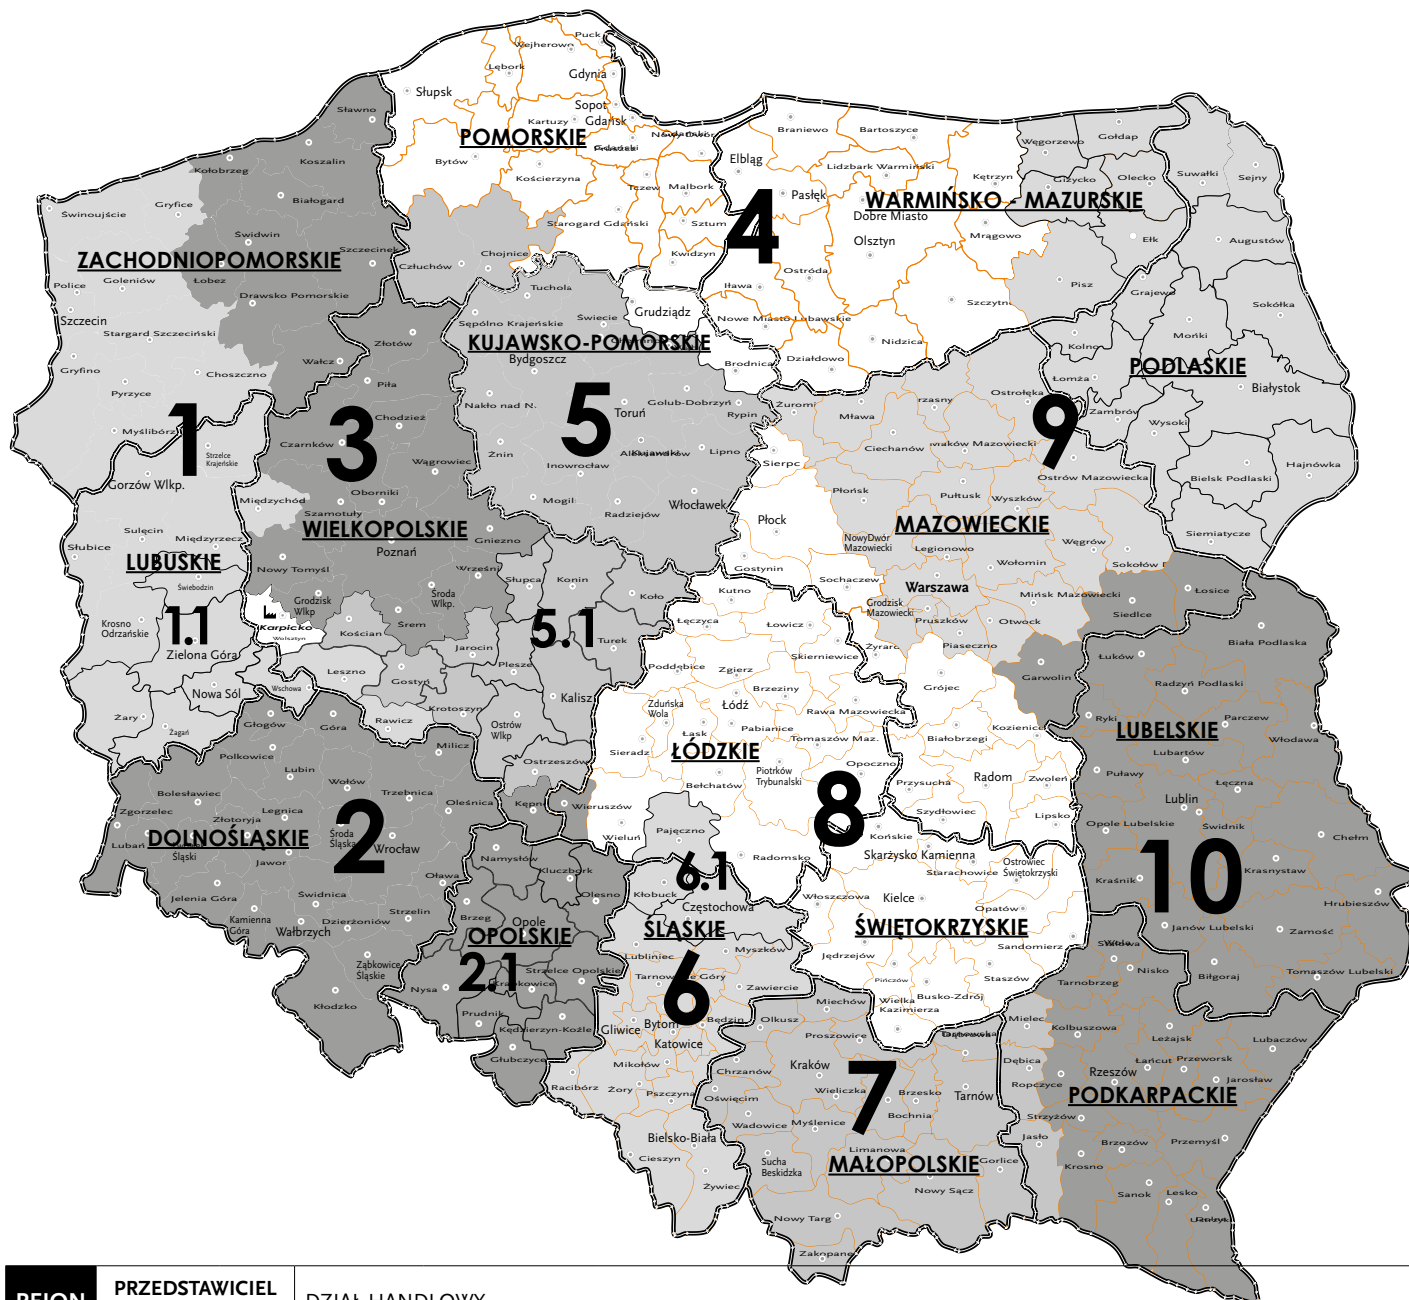 Puck
Wejherowo
Lębork
Gdynia
Słupsk
Sopot
Kartuzy
Gdańsk
POMORSKIE
Bytów
Kościerzyna
Tczew
Malbork
Starogard Gdański
Sztum
Kwidzyn
Chojnice
Człuchów
Sławno
Koszalin
Kołobrzeg
Białogard
Gryfice
Świnoujście
Świdwin
Szczecinek
ZACHODNIOPOMORSKIE
Police
Goleniów
Łobez
Drawsko Pomorskie
Szczecin
Stargard Szczeciński
Wałcz
Gryfino
Choszczno
Pyrzyce
Myślibórz
1
Braniewo
Bartoszyce
Elbląg
Lidzbark Warmiński
Pasłęk
Kętrzyn
4
WARMIŃSKO - MAZURSKIE
Dobre Miasto
Olsztyn
Mrągowo
Ostróda
Iława
Szczytno
Nowe Miasto Lubawskie
Nidzica
Działdowo
Węgorzewo
Gołdap
Giżycko
Olecko
Ełk
Pisz
Suwałki
Sejny
Augustów
Grajewo
Sokółka
Mońki
Kolno
PODLASKIE
Łomża
Białystok
Zambrów
Wysoki
Hajnówka
Bielsk Podlaski
Siemiatycze
Tuchola
Grudziądz
Sępólno Krajeńskie
Świecie
KUJAWSKO-POMORSKIE
Bydgoszcz
Brodnica
5
Nakło nad N.
Toruń
Golub-Dobrzyń
Rypin
Żnin
Inowrocław
Lipno
Mogil
Radziejów
Włocławek
Złotów
Piła
3
Chodzież
Czarnków
Wągrowiec
Oborniki
Międzychód
Szamotuły
WIELKOPOLSKIE
Poznań
Gniezno
Nowy Tomyśl
Wrześni
Słupca
Konin
Koło
Grodzisk
Wlkp
Środa
Wlkp.
Karpicko
Wolsztyn
Kościan
Śrem
5.1
Turek
Jarocin
Leszno
Gostyń
Plesze
Kalisz
Krotoszyn
Rawicz
Ostrów
Wlkp
Ostrzeszów
Kępno
Strzelce
Krajeńskie
Gorzów Wlkp.
Sulęcin
Międzyrzecz
Słubice
LUBUSKIE
Świebodzin
Krosno
Odrzańskie
1.1
Zielona Góra
Nowa Sól
Wschowa
Żary
Żagań
Żuromi
Mława
rzasny
Ostrołęka
9
Ciechanów
Maków Mazowiecki
Sierpc
Ostrów Mazowiecka
Płońsk
Pułtusk
Wyszków
Płock
MAZOWIECKIE
NowyDwór
Mazowiecki
Legionowo
Węgrów
Gostynin
Wołomin
Sokołów
Sochaczew
Warszawa
Mińsk Mazowiecki
Siedlce
Łosice
Grodzisk
Mazowiecki
Pruszków
Otwock
Żyrard
Piaseczno
Garwolin
Grójec
Kozienice
Białobrzegi
Radom
Zwoleń
Przysucha
Szydłowiec
Lipsko
Kutno
Łęczyca
Łowicz
Poddębice
Zgierz
Skierniewice
Brzeziny
Zduńska
Wola
Łódź
Rawa Mazowiecka
Łask
Pabianice
Tomaszów Maz.
Sieradz
ŁÓDZKIE
Opoczno
Piotrków
Trybunalski
Bełchatów
Wieruszów
8
Wieluń
Pajęczno
Radomsko
Głogów
Góra
Polkowice
Milicz
Lubin
Wołów
Bolesławiec
Trzebnica
Zgorzelec
Legnica
Oleśnica
Złotoryja
2
DOLNOŚLĄSKIE
Środa
Śląska
Wrocław
Lubań
Śląski
Jawor
Oława
Jelenia Góra
Świdnica
Kamienna
Góra
Wałbrzych
Dzierżoniów
Strzelin
Ząbkowice
Śląskie
Kłodzko
Namysłów
Kluczbork
Olesno
Brzeg
Opole
OPOLSKIE
2.1
Strzelce Opolskie
Nysa
Krapkowice
Prudnik
Kędzierzyn-Koźle
Głubczyce
6.1
Kłobuck
Częstochowa
ŚLĄSKIE
Lubliniec
Myszków
Tarnowskie Góry
Zawiercie
6
Bytom
Będzin
Gliwice
Katowice
Mikołów
Racibórz
Żory
Pszczyna
Bielsko-Biała
Cieszyn
Żywiec
Końskie
Skarżysko Kamienna
Starachowice
Ostrowiec
Świętokrzyski
Włoszczowa
Kielce
Opatów
ŚWIĘTOKRZYSKIE
Jędrzejów
Sandomierz
Pińczów
Staszów
Wielka
Kazimierza
Busko-Zdrój
Olkusz
Miechów
Proszowice
Chrzanów
Kraków
7
Oświęcim
Wieliczka
Brzesko
Tarnów
Bochnia
Wadowice
Myślenice
Limanowa
Sucha
Beskidzka
MAŁOPOLSKIE
Gorlice
Nowy Sącz
Nowy Targ
Zakopane
Biała Podlaska
Łuków
Radzyń Podlaski
Ryki
LUBELSKIE
Parczew
Włodawa
Lubartów
Puławy
Łęczna
Lublin
Opole Lubelskie
Świdnik
Chełm
10
Kraśnik
Krasnystaw
Hrubieszów
Janów Lubelski
Zamość
Biłgoraj
Tomaszów Lubelski
Nisko
Tarnobrzeg
Mielec
Kolbuszowa
Leżajsk
Lubaczów
Dębica
Łańcut
Przeworsk
Rzeszów
Ropczyce
Jarosław
PODKARPACKIE
Strzyżów
Jasło
Brzozów
Przemyśl
Krosno
Sanok
Lesko
REJON
PRZEDSTAWICIEL
DZIAŁ HANDLOWY